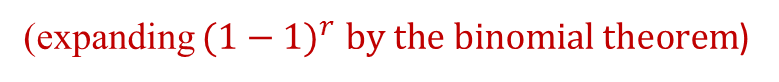 (expanding (1 − 1)^r by the binomial theorem)